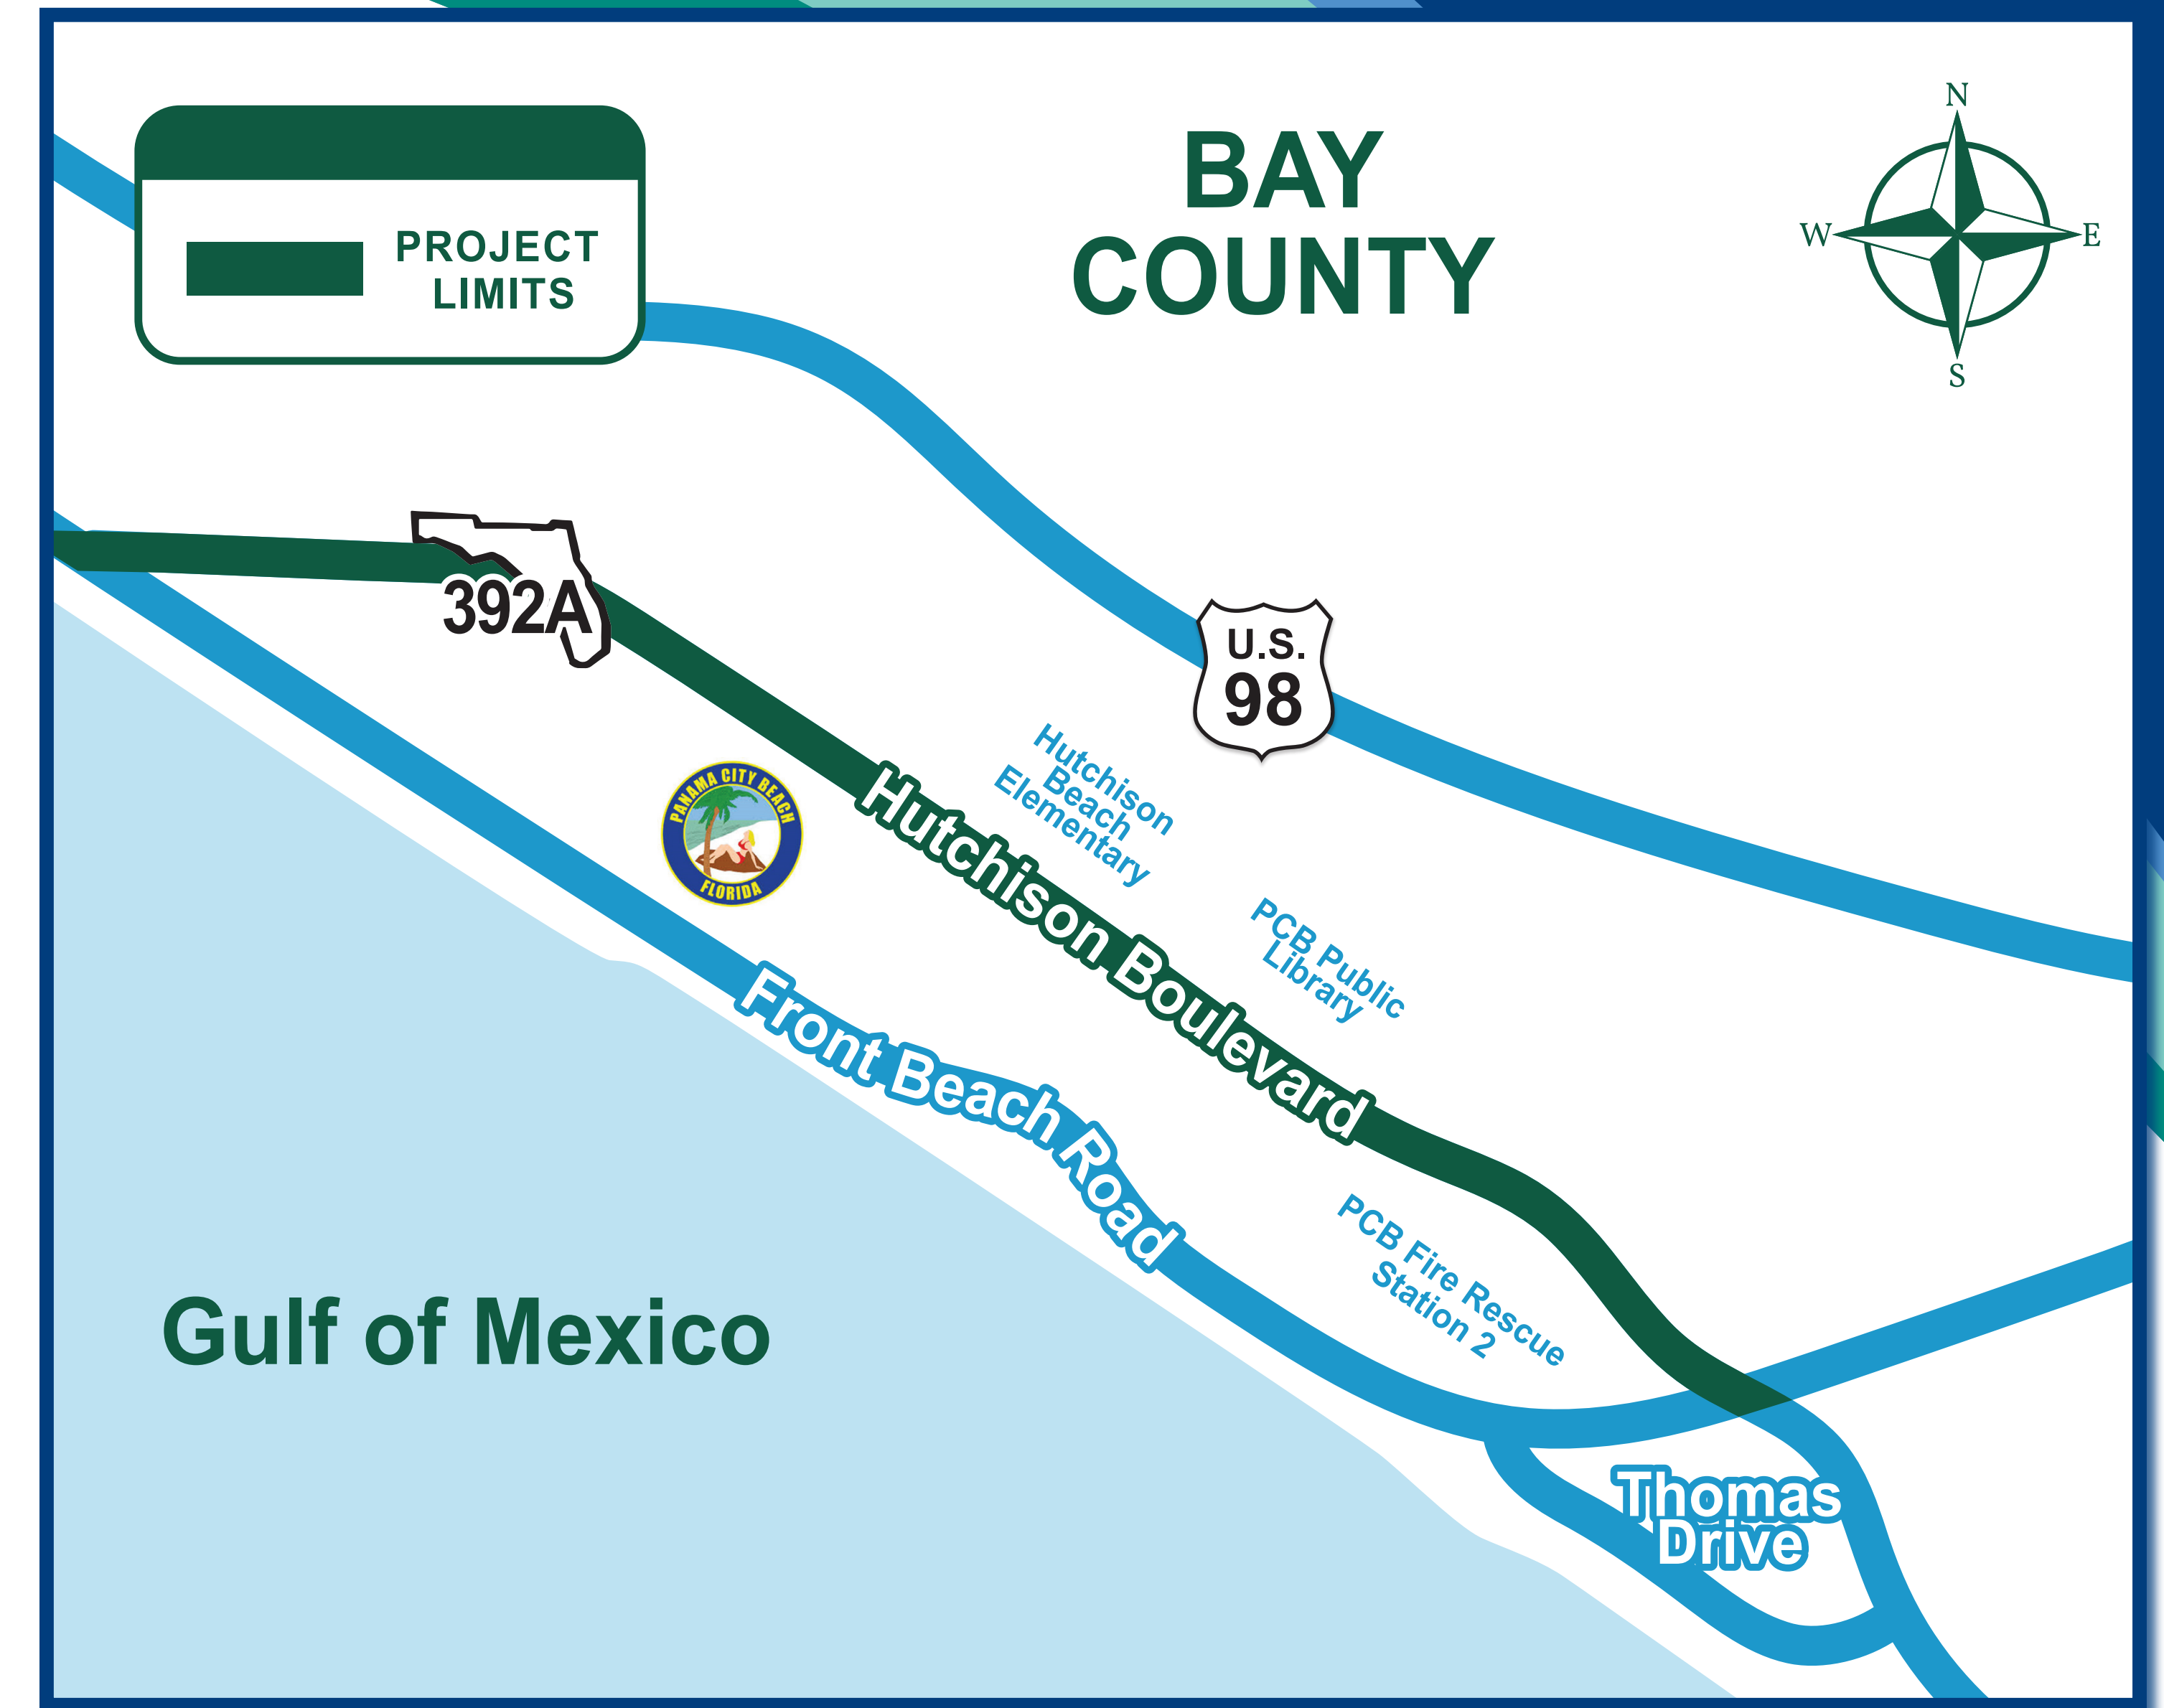 PROJECT
LIMITS
BAY
COUNTY
N
W
E
S
392A
U.S.
98
Hutchison
Beach
Elementary
PANAMA CITY BEACH
FLORIDA
Hutchison Boulevard
PCB Public
Library
Front Beach Road
PCB Fire Rescue
Station 2
Gulf of Mexico
Thomas
Drive